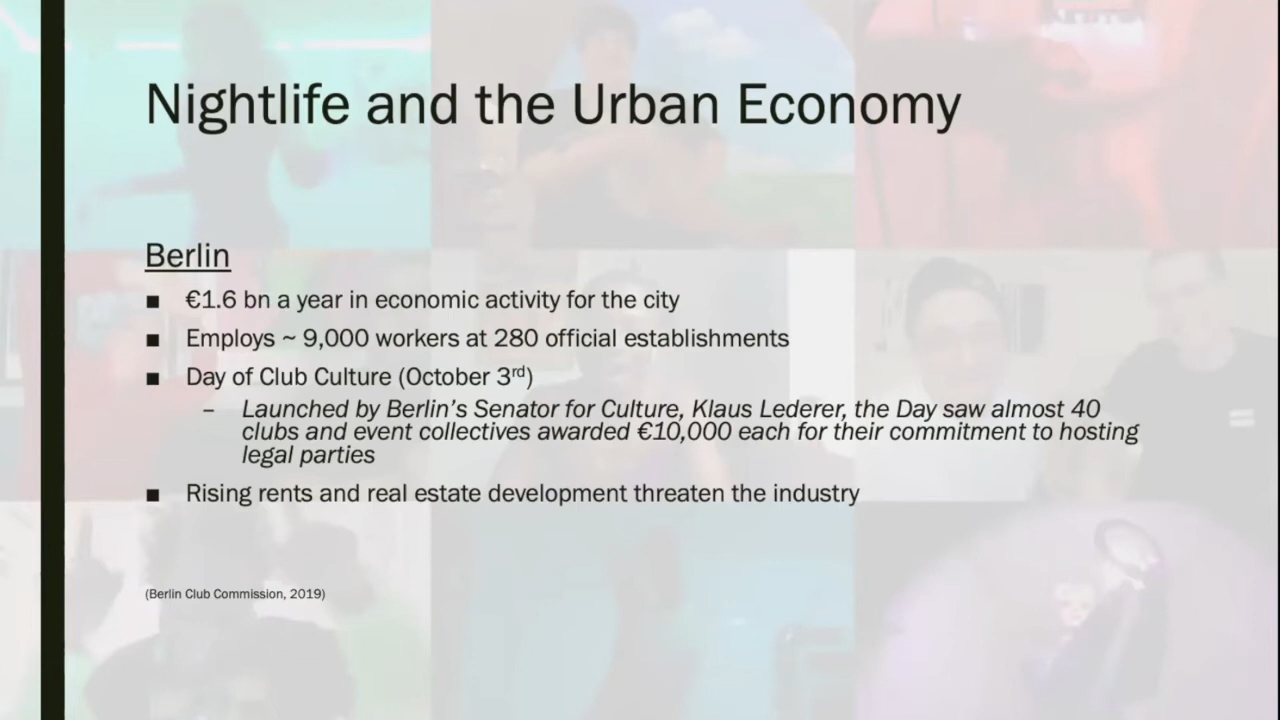 Nightlife and the Urban Economy
Berlin
■ €1.6 bn a year in economic activity for the city
■ Employs ~ 9,000 workers at 280 official establishments
■ Day of Club Culture (October 3rd)
– Launched by Berlin's Senator for Culture, Klaus Lederer, the Day saw almost 40
clubs and event collectives awarded €10,000 each for their commitment to hosting
legal parties
■ Rising rents and real estate development threaten the industry
(Berlin Club Commission, 2019)